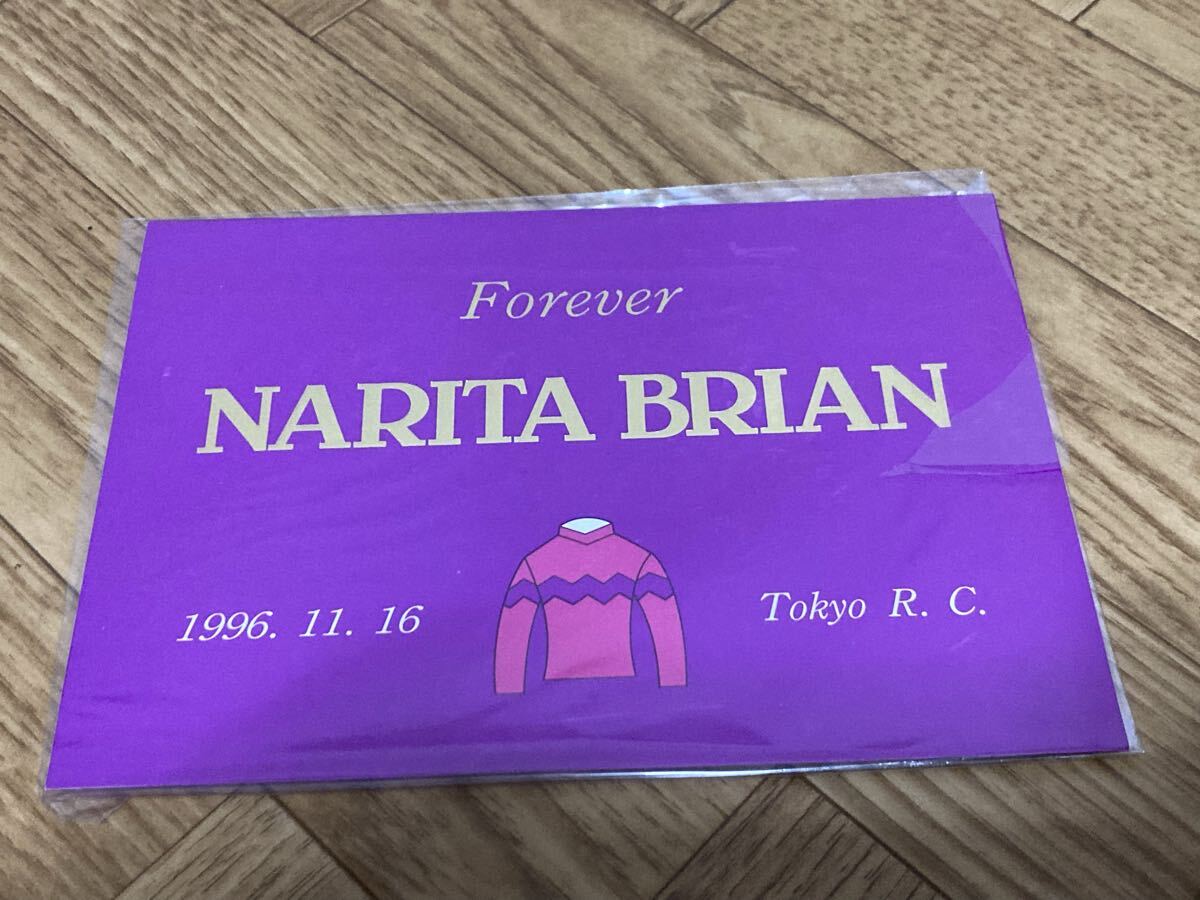 Forever
NARITA BRIAN
1996. 11. 16
Tokyo R. C.